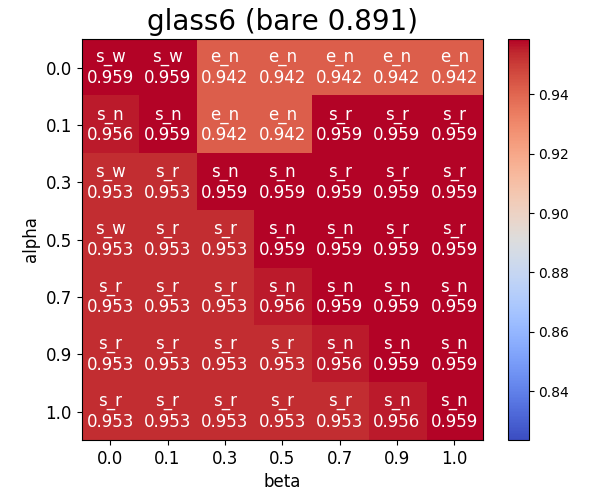 glass6 (bare 0.891)
0.0 s_w s_w e_n e_n e_n e_n e_n
0.959 0.959 0.942 0.942 0.942 0.942 0.942
0.1 s_n s_n e_n e_n s_r s_r s_r
0.956 0.959 0.942 0.942 0.959 0.959 0.959
0.3 s_w s_r s_n s_n s_r s_r s_r
0.953 0.953 0.959 0.959 0.959 0.959 0.959
0.5 s_w s_r s_r s_n s_n s_r s_r
0.953 0.953 0.953 0.959 0.959 0.959 0.959
0.7 s_r s_r s_r s_n s_n s_n s_n
0.953 0.953 0.953 0.956 0.959 0.959 0.959
0.9 s_r s_r s_r s_r s_n s_n s_n
0.953 0.953 0.953 0.953 0.956 0.959 0.959
1.0 s_r s_r s_r s_r s_r s_n s_n
0.953 0.953 0.953 0.953 0.953 0.956 0.959
0.0 0.1 0.3 0.5 0.7 0.9 1.0
beta
alpha
0.94
0.92
0.90
0.88
0.86
0.84